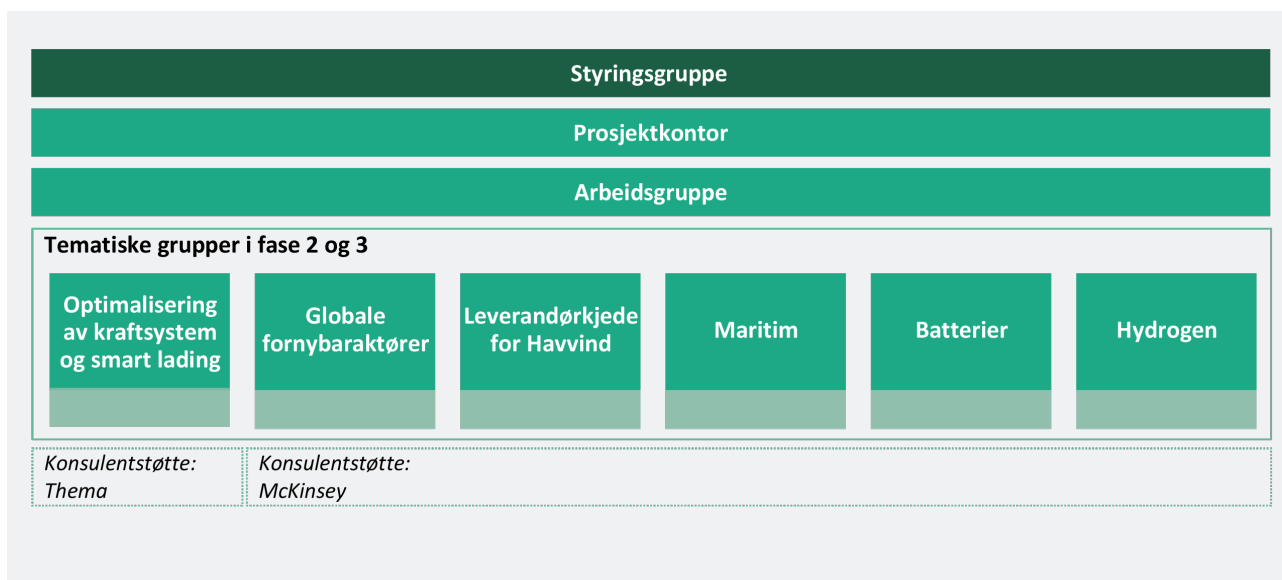 Styringsgruppe
Prosjektkontor
Arbeidsgruppe
Tematiske grupper i fase 2 og 3
Optimalisering
av kraftsystem
og smart lading
Globale
fornybaraktører
Leverandørkjede
for Havvind
Maritim
Batterier
Hydrogen
Konsulentstøtte:
Thema
Konsulentstøtte:
McKinsey